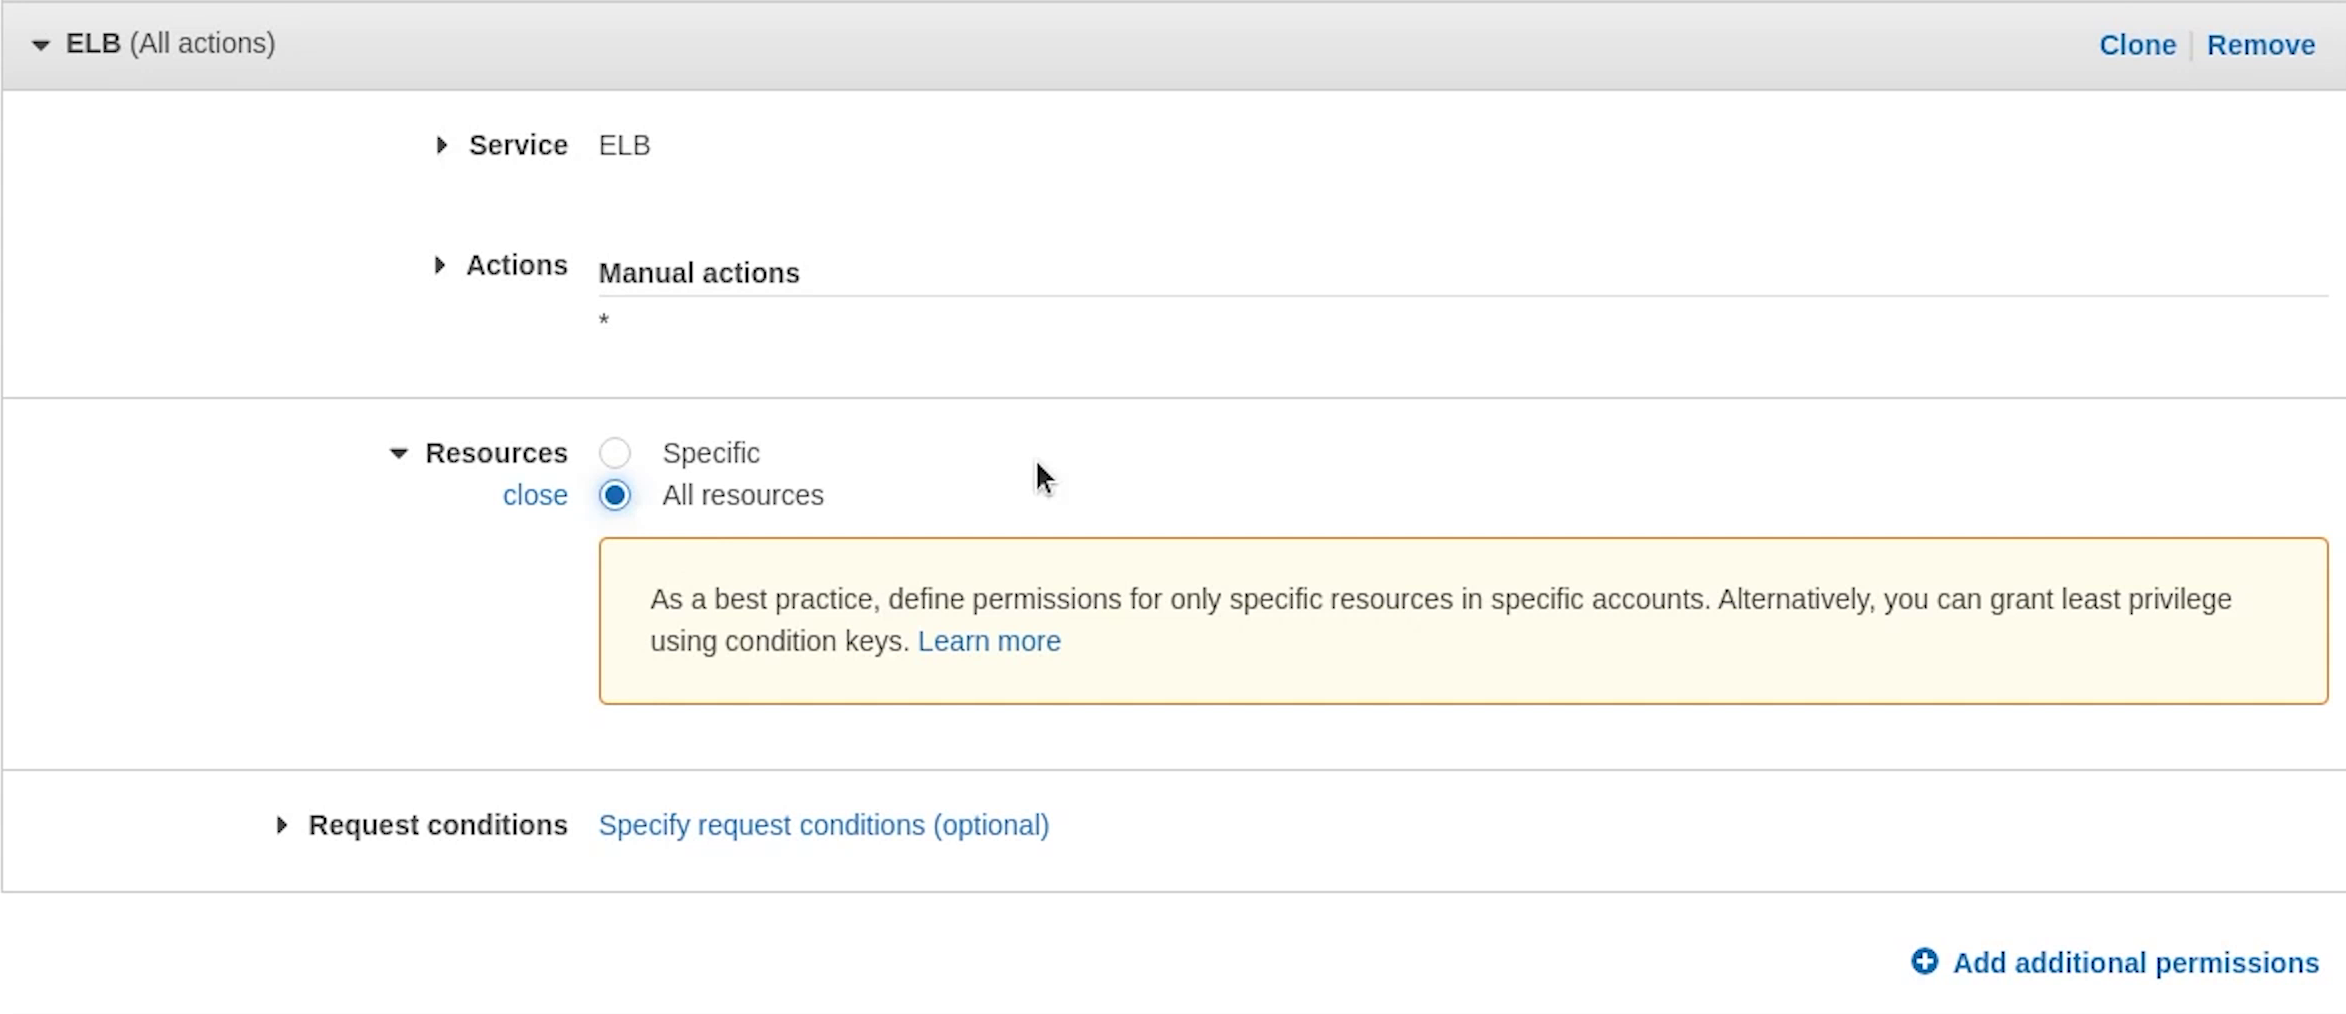 ELB (All actions) Clone Remove
Service ELB
Actions Manual actions
*
Resources Specific
close All resources
As a best practice, define permissions for only specific resources in specific accounts. Alternatively, you can grant least privilege
using condition keys. Learn more
Request conditions Specify request conditions (optional)
Add additional permissions